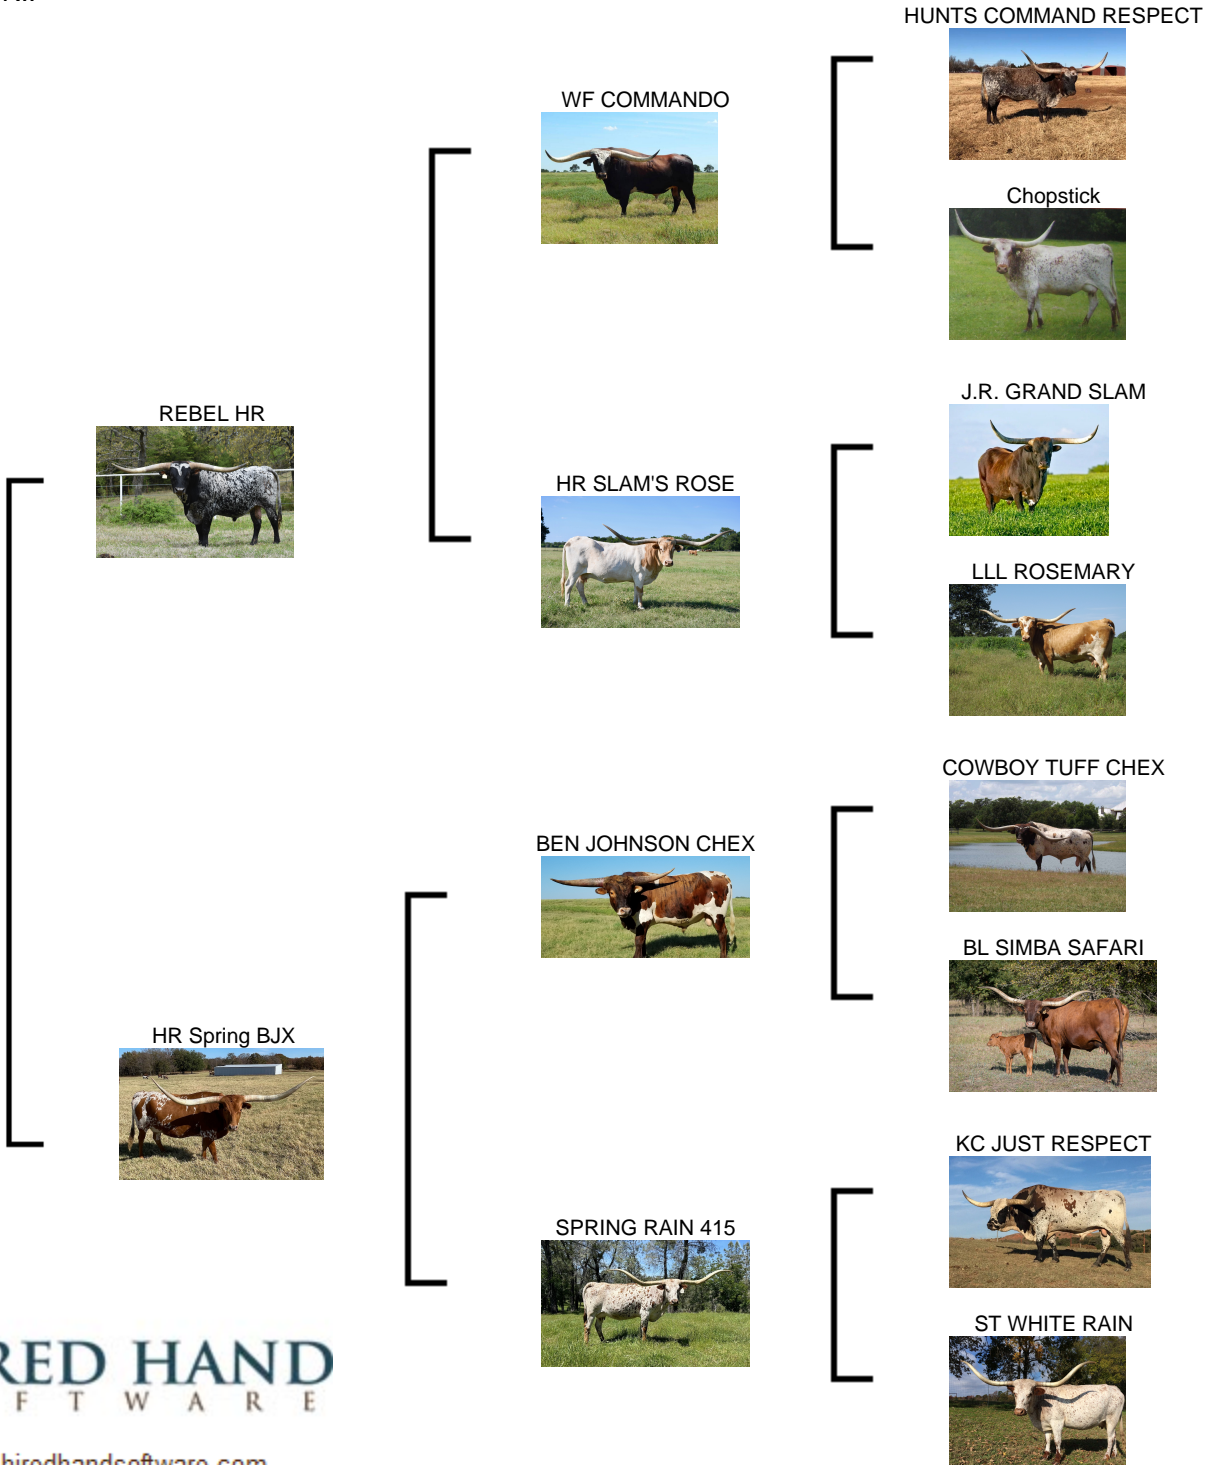 HUNTS COMMAND RESPECT
WF COMMANDO
Chopstick
J.R. GRAND SLAM
REBEL HR
HR SLAM'S ROSE
LLL ROSEMARY
COWBOY TUFF CHEX
BEN JOHNSON CHEX
BL SIMBA SAFARI
HR Spring BJX
KC JUST RESPECT
SPRING RAIN 415
ST WHITE RAIN
RED HAND
F T W A R E
hiredhandsoftware.com